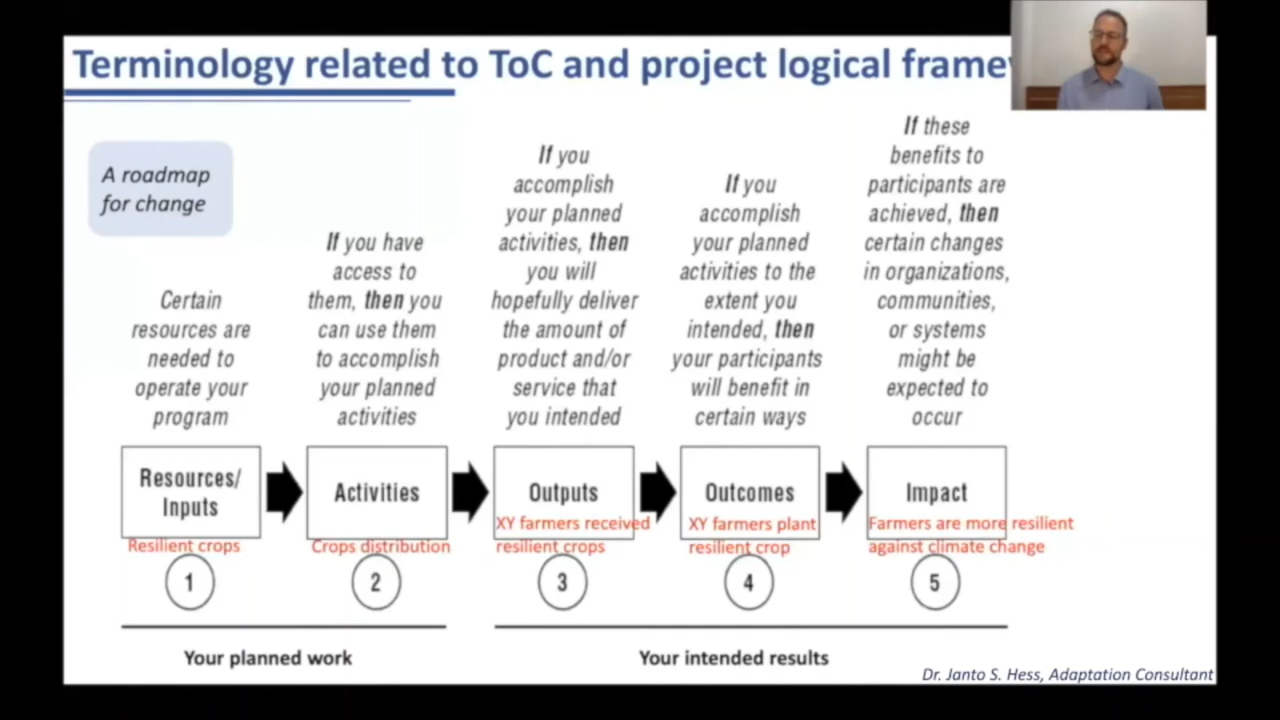 Terminology related to ToC and project logical frame
A roadmap
for change
Certain
resources are
needed to
operate your
program
If you have
access to
them, then you
can use them
to accomplish
your planned
activities
If you
accomplish
your planned
activities, then
you will
hopefully deliver
the amount of
product and/or
service that
you intended
If you
accomplish
your planned
activities to the
extent you
intended, then
your participants
will benefit in
certain ways
If these
benefits to
participants are
achieved, then
certain changes
in organizations,
communities,
or systems
might be
expected to
occur
Resources/
Inputs
Resilient crops
1
Activities
Crops distribution
2
Outputs
XY farmers received
resilient crops
3
Outcomes
XY farmers plant
resilient crop
4
Impact
Farmers are more resilient
against climate change
5
Your planned work
Your intended results
Dr. Janto S. Hess, Adaptation Consultant